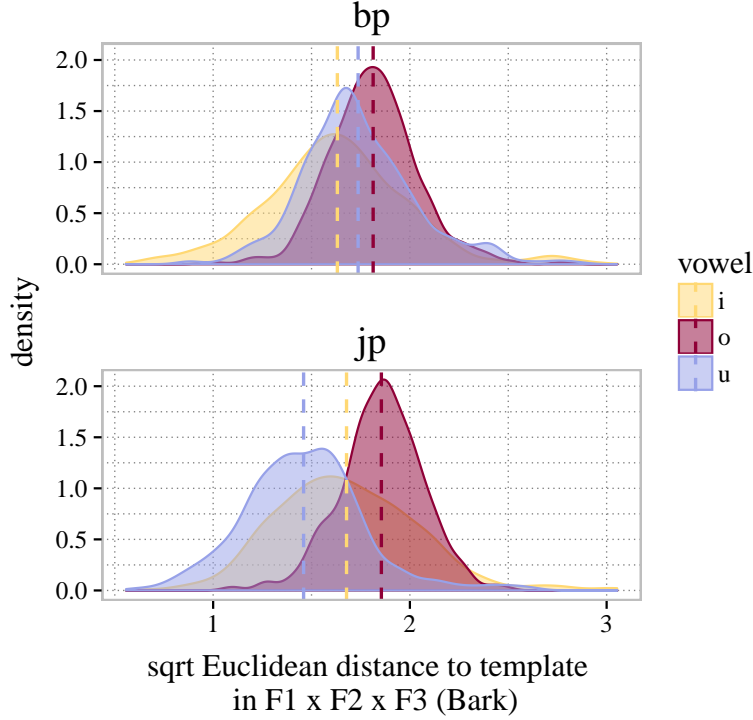 bp
2.0
1.5
1.0
0.5
0.0
density
vowel
i
o
u
jp
2.0
1.5
1.0
0.5
0.0
1 2 3
sqrt Euclidean distance to template
in F1 x F2 x F3 (Bark)